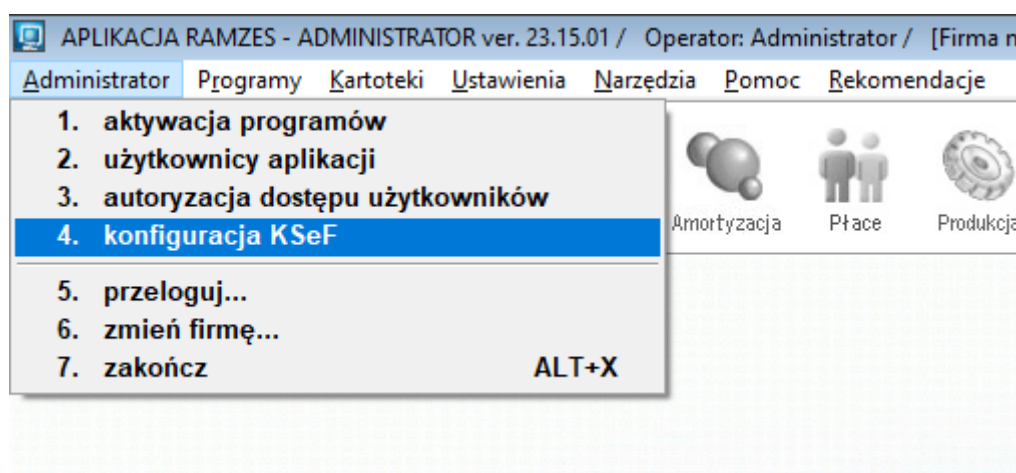 APLIKACJA RAMZES - ADMINISTRATOR ver. 23.15.01 / Operator: Administrator / [Firma n
Administrator Programy Kartoteki Ustawienia Narzędzia Pomoc Rekomendacje
1. aktywacja programów
2. użytkownicy aplikacji
3. autoryzacja dostępu użytkowników
4. konfiguracja KSeF
5. przeloguj...
6. zmień firmę...
7. zakończ ALT+X
Amortyzacja Płace Produkcja